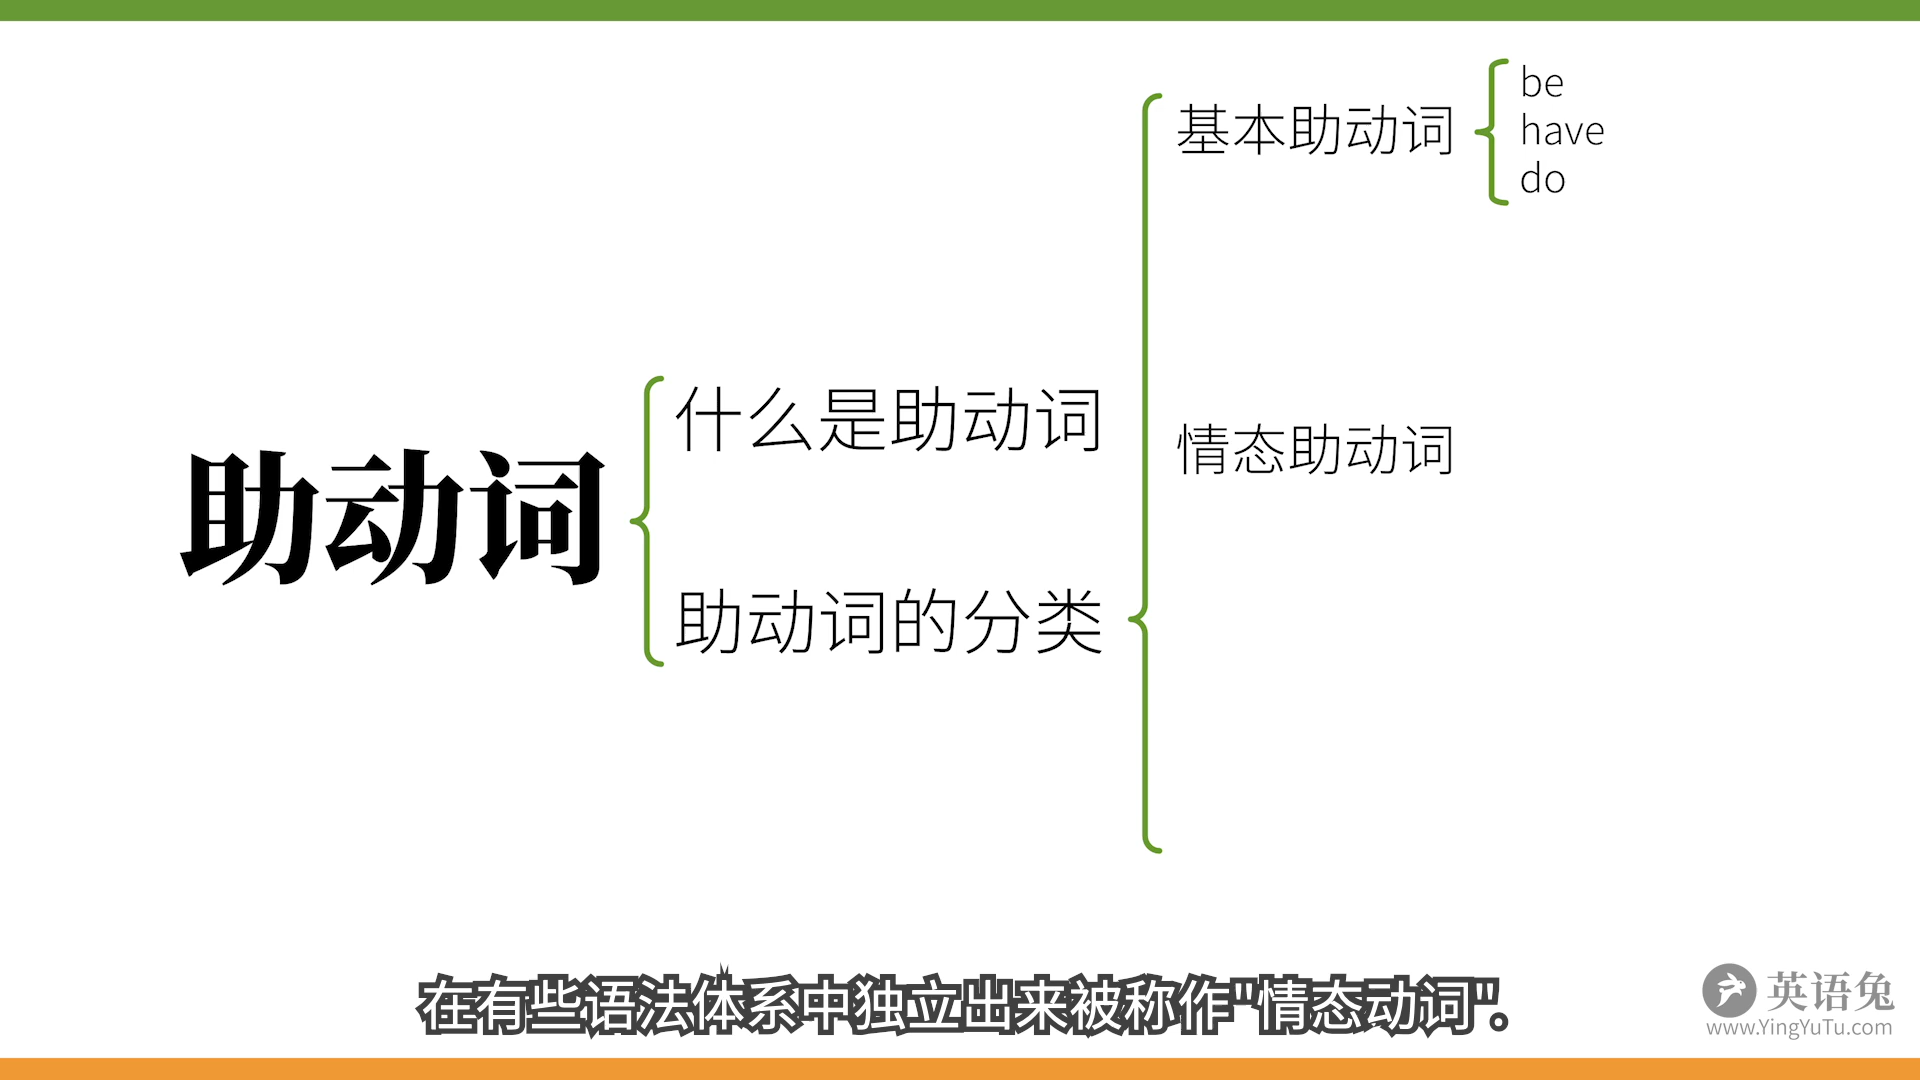 助动词
什么是助动词
助动词的分类
基本助动词
be
have
do
情态助动词
在有些语法体系中独立出来被称作"情态动词"。
英语兔
www.YingYuTu.com